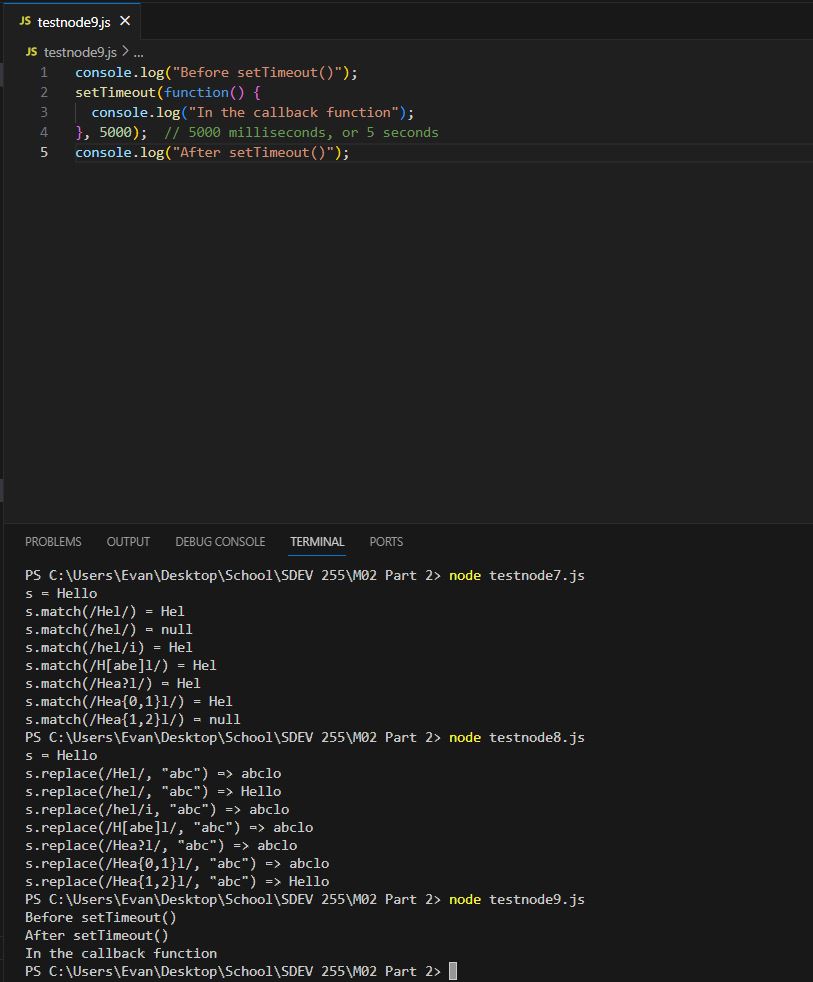 JS testnode9.js ×
JS testnode9.js > ...
1 console.log("Before setTimeout()");
2 setTimeout(function() {
3 console.log("In the callback function");
4 }, 5000); // 5000 milliseconds, or 5 seconds
5 console.log("After setTimeout()");
PROBLEMS OUTPUT DEBUG CONSOLE TERMINAL PORTS
PS C:\Users\Evan\Desktop\School\SDEV 255\M02 Part 2> node testnode7.js
s = Hello
s.match(/Hel/) = Hel
s.match(/hel/) = null
s.match(/hel/i) = Hel
s.match(/H[abe]l/) = Hel
s.match(/Hea?l/) = Hel
s.match(/Hea{0,1}l/) = Hel
s.match(/Hea{1,2}l/) = null
PS C:\Users\Evan\Desktop\School\SDEV 255\M02 Part 2> node testnode8.js
s = Hello
s.replace(/Hel/, "abc") => abclo
s.replace(/hel/, "abc") => Hello
s.replace(/hel/i, "abc") => abclo
s.replace(/H[abe]l/, "abc") => abclo
s.replace(/Hea?l/, "abc") => abclo
s.replace(/Hea{0,1}l/, "abc") => abclo
s.replace(/Hea{1,2}l/, "abc") => Hello
PS C:\Users\Evan\Desktop\School\SDEV 255\M02 Part 2> node testnode9.js
Before setTimeout()
After setTimeout()
In the callback function
PS C:\Users\Evan\Desktop\School\SDEV 255\M02 Part 2>